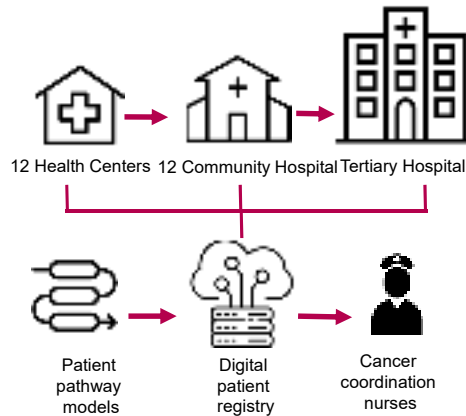 12 Health Centers
12 Community Hospital
Tertiary Hospital
Patient
pathway
models
Digital
patient
registry
Cancer
coordination
nurses